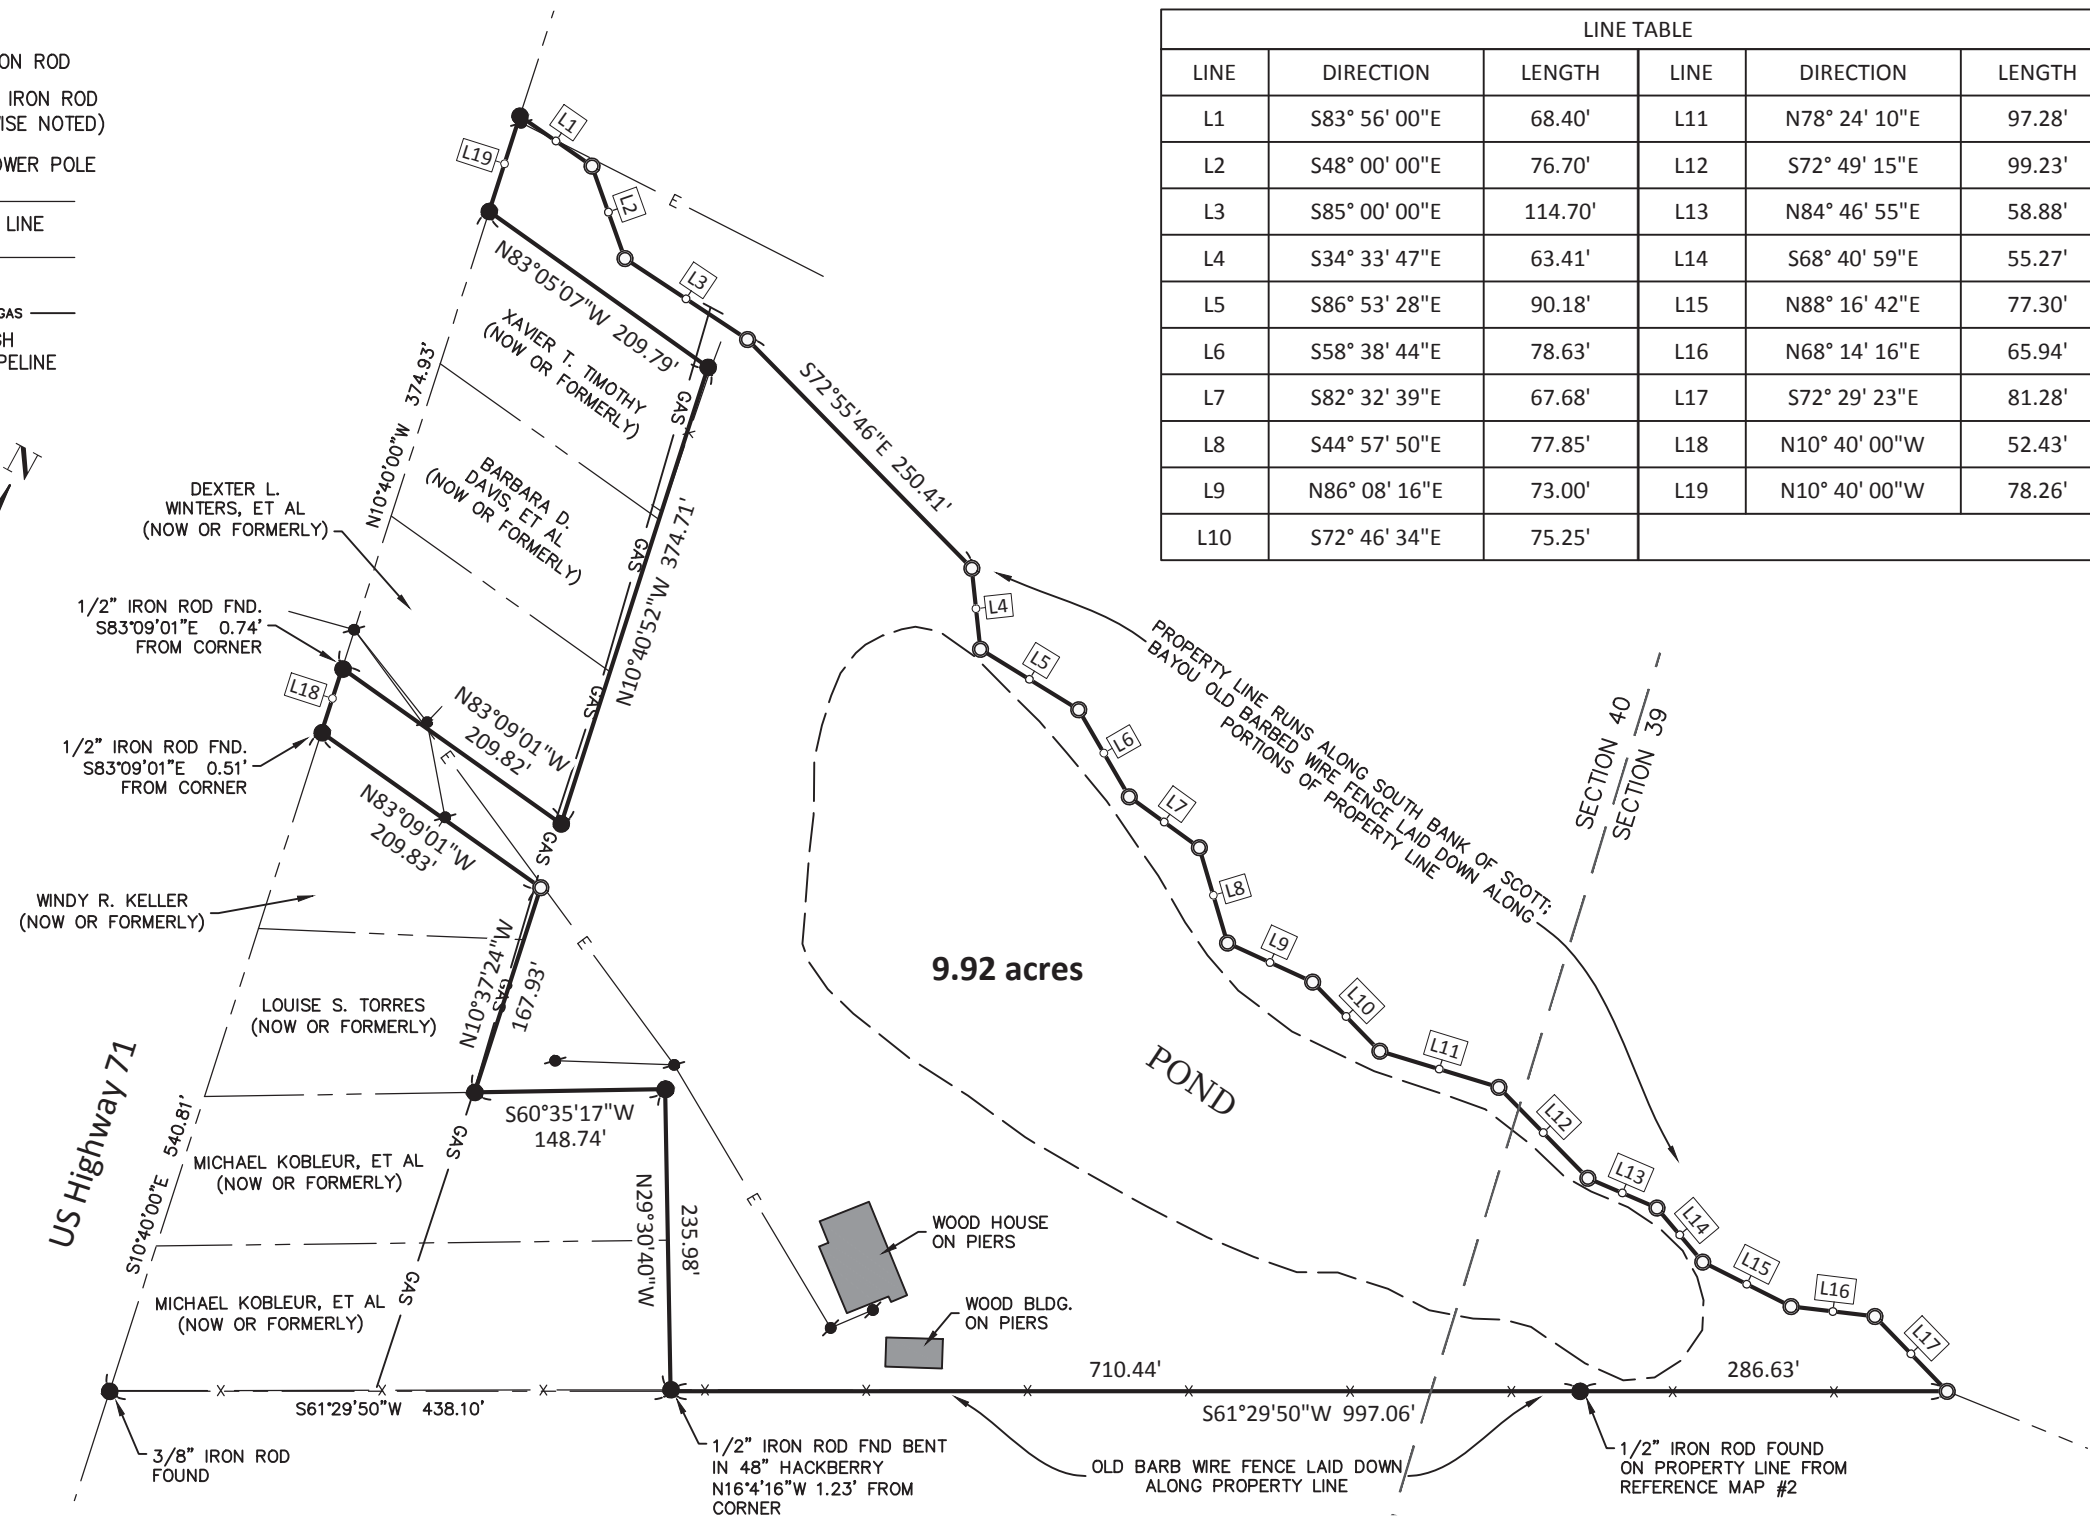 ON ROD
IRON ROD
ISE NOTED)
OWER POLE
LINE
GAS
SH
PELINE
N
LINE TABLE
LINE DIRECTION LENGTH LINE DIRECTION LENGTH
L1 S83° 56' 00"E 68.40' L11 N78° 24' 10"E 97.28'
L2 S48° 00' 00"E 76.70' L12 S72° 49' 15"E 99.23'
L3 S85° 00' 00"E 114.70' L13 N84° 46' 55"E 58.88'
L4 S34° 33' 47"E 63.41' L14 S68° 40' 59"E 55.27'
L5 S86° 53' 28"E 90.18' L15 N88° 16' 42"E 77.30'
L6 S58° 38' 44"E 78.63' L16 N68° 14' 16"E 65.94'
L7 S82° 32' 39"E 67.68' L17 S72° 29' 23"E 81.28'
L8 S44° 57' 50"E 77.85' L18 N10° 40' 00"W 52.43'
L9 N86° 08' 16"E 73.00' L19 N10° 40' 00"W 78.26'
L10 S72° 46' 34"E 75.25'
L1
L19
L2
E
L3
N83°05'07"W 209.79'
XAVIER T. TIMOTHY
(NOW OR FORMERLY)
GAS
S72°55'46"E 250.41'
N10°40'00"W 374.93'
BARBARA D.
DAVIS, ET AL
(NOW OR FORMERLY)
GAS
N10°40'52"W 374.71'
GAS
DEXTER L.
WINTERS, ET AL
(NOW OR FORMERLY)
1/2" IRON ROD FND.
S83°09'01"E 0.74'
FROM CORNER
L18
N83°09'01"W
209.82'
E
1/2" IRON ROD FND.
S83°09'01"E 0.51'
FROM CORNER
N83°09'01"W
209.83'
GAS
WINDY R. KELLER
(NOW OR FORMERLY)
E
N10°37'24"W
167.93'
GAS
LOUISE S. TORRES
(NOW OR FORMERLY)
US Highway 71
S10°40'00"E 540.81'
S60°35'17"W
148.74'
GAS
MICHAEL KOBLEUR, ET AL
(NOW OR FORMERLY)
N29°30'40"W
235.98'
E
GAS
MICHAEL KOBLEUR, ET AL
(NOW OR FORMERLY)
WOOD HOUSE
ON PIERS
WOOD BLDG.
ON PIERS
L4
L5
L6
L7
L8
L9
L10
L11
L12
L13
L14
L15
L16
L17
PROPERTY LINE RUNS ALONG SOUTH BANK OF SCOTT;
BAYOU OLD BARBED WIRE FENCE LAID DOWN ALONG
PORTIONS OF PROPERTY LINE
SECTION 40
SECTION 39
9.92 acres
POND
710.44'
286.63'
S61°29'50"W 438.10'
S61°29'50"W 997.06'
3/8" IRON ROD
FOUND
1/2" IRON ROD FND BENT
IN 48" HACKBERRY
N16°4'16"W 1.23' FROM
CORNER
OLD BARB WIRE FENCE LAID DOWN
ALONG PROPERTY LINE
1/2" IRON ROD FOUND
ON PROPERTY LINE FROM
REFERENCE MAP #2